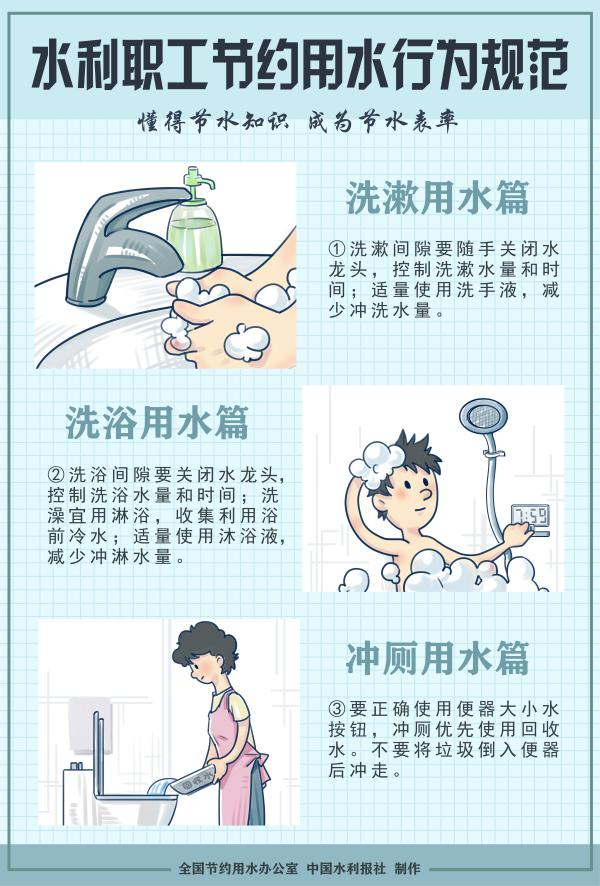 水利职工节约用水行为规范
懂得节水知识 成为节水表率
洗漱用水篇
①洗漱间隙要随手关闭水
龙头，控制洗漱水量和时
间；适量使用洗手液，减
少冲洗水量。
洗浴用水篇
②洗浴间隙要关闭水龙头，
控制洗浴水量和时间；洗
澡宜用淋浴，收集利用浴
前冷水；适量使用沐浴液，
减少冲淋水量。
7:59
冲厕用水篇
③要正确使用便器大小水
按钮，冲厕优先使用回收
水。不要将垃圾倒入便器
后冲走。
回收水
全国节约用水办公室 中国水利报社 制作